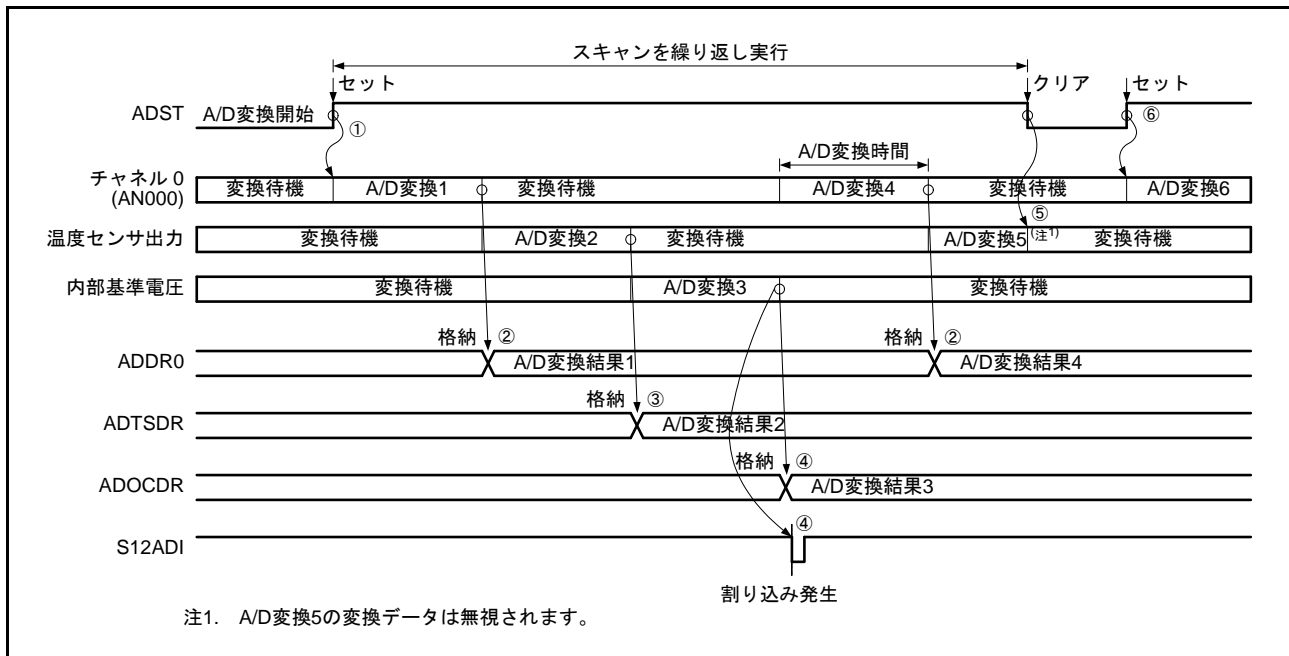 スキャンを繰り返し実行
セット
クリア
セット
ADST
A/D変換開始
①
⑥
A/D変換時間
チャネル 0
(AN000)
変換待機
A/D変換1
変換待機
A/D変換4
変換待機
A/D変換6
⑤
温度センサ出力
変換待機
A/D変換2
変換待機
A/D変換5(注1)
変換待機
内部基準電圧
変換待機
A/D変換3
変換待機
格納
②
格納
②
ADDR0
A/D変換結果1
A/D変換結果4
格納
③
ADTSDR
A/D変換結果2
格納
④
ADOCDR
A/D変換結果3
④
S12ADI
割り込み発生
注1. A/D変換5の変換データは無視されます。